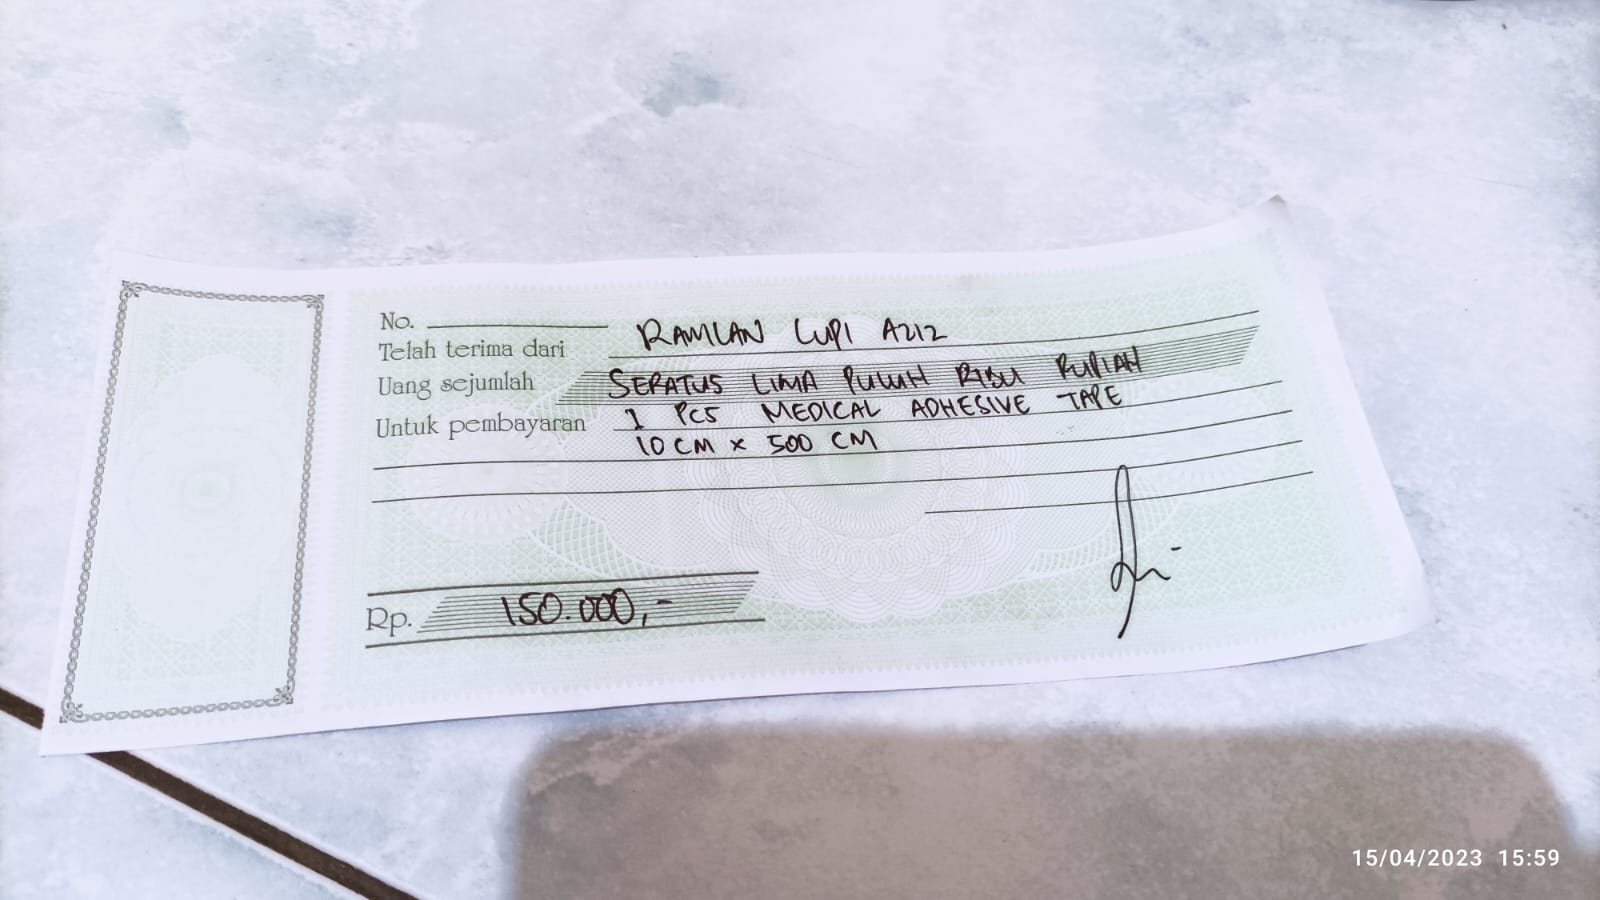 No.
Telah terima dari RAMLAN LUPI AZIZ
Uang sejumlah SERATUS LIMA PULUH RIBU RUPIAH
Untuk pembayaran 1 PCS MEDICAL ADHESIVE TAPE
10 CM x 500 CM
Rp. 150.000,-
15/04/2023 15:59